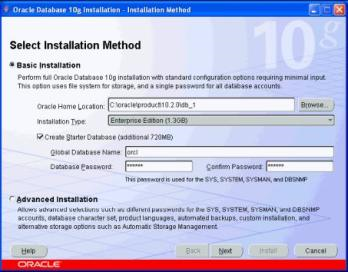 Oracle Database 10g Installation - Installation Method
10g
Select Installation Method
Basic Installation
Perform full Oracle Database 10g installation with standard configuration options requiring minimal input.
This option uses file system for storage, and a single password for all database accounts.
Oracle Home Location: C:\oracle\product\10.2.0\db_1 Browse...
Installation Type: Enterprise Edition (1.3GB)
Create Starter Database (additional 720MB)
Global Database Name: orcl
Database Password: ****** Confirm Password: ******
This password is used for the SYS, SYSTEM, SYSMAN, and DBSNMP
Advanced Installation
Allows advanced selections such as different passwords for the SYS, SYSTEM, SYSMAN, and DBSNMP
accounts, database character set, product languages, automated backups, custom installation, and
alternative storage options such as Automatic Storage Management.
Help Back Next Install Cancel
ORACLE